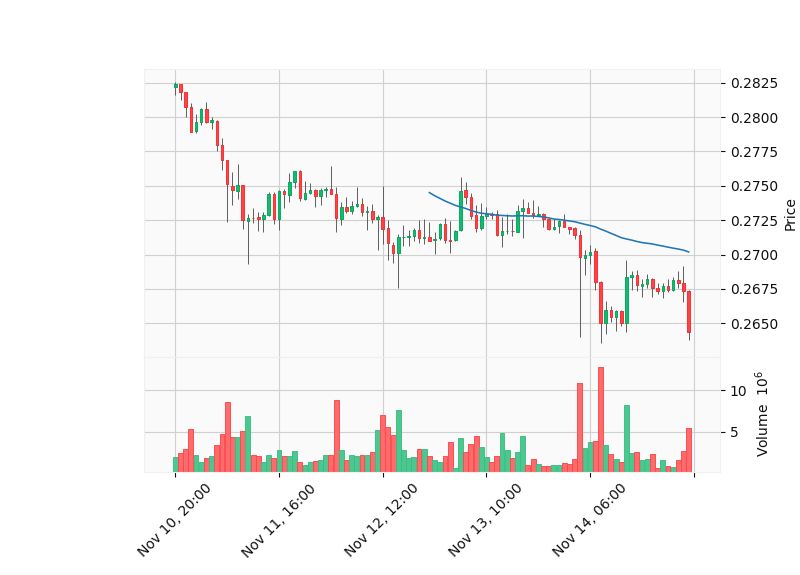 0.2825
0.2800
0.2775
0.2750
0.2725
0.2700
0.2675
0.2650
Price
10
5
Volume 10⁶
Nov 10, 20:00
Nov 11, 16:00
Nov 12, 12:00
Nov 13, 10:00
Nov 14, 06:00